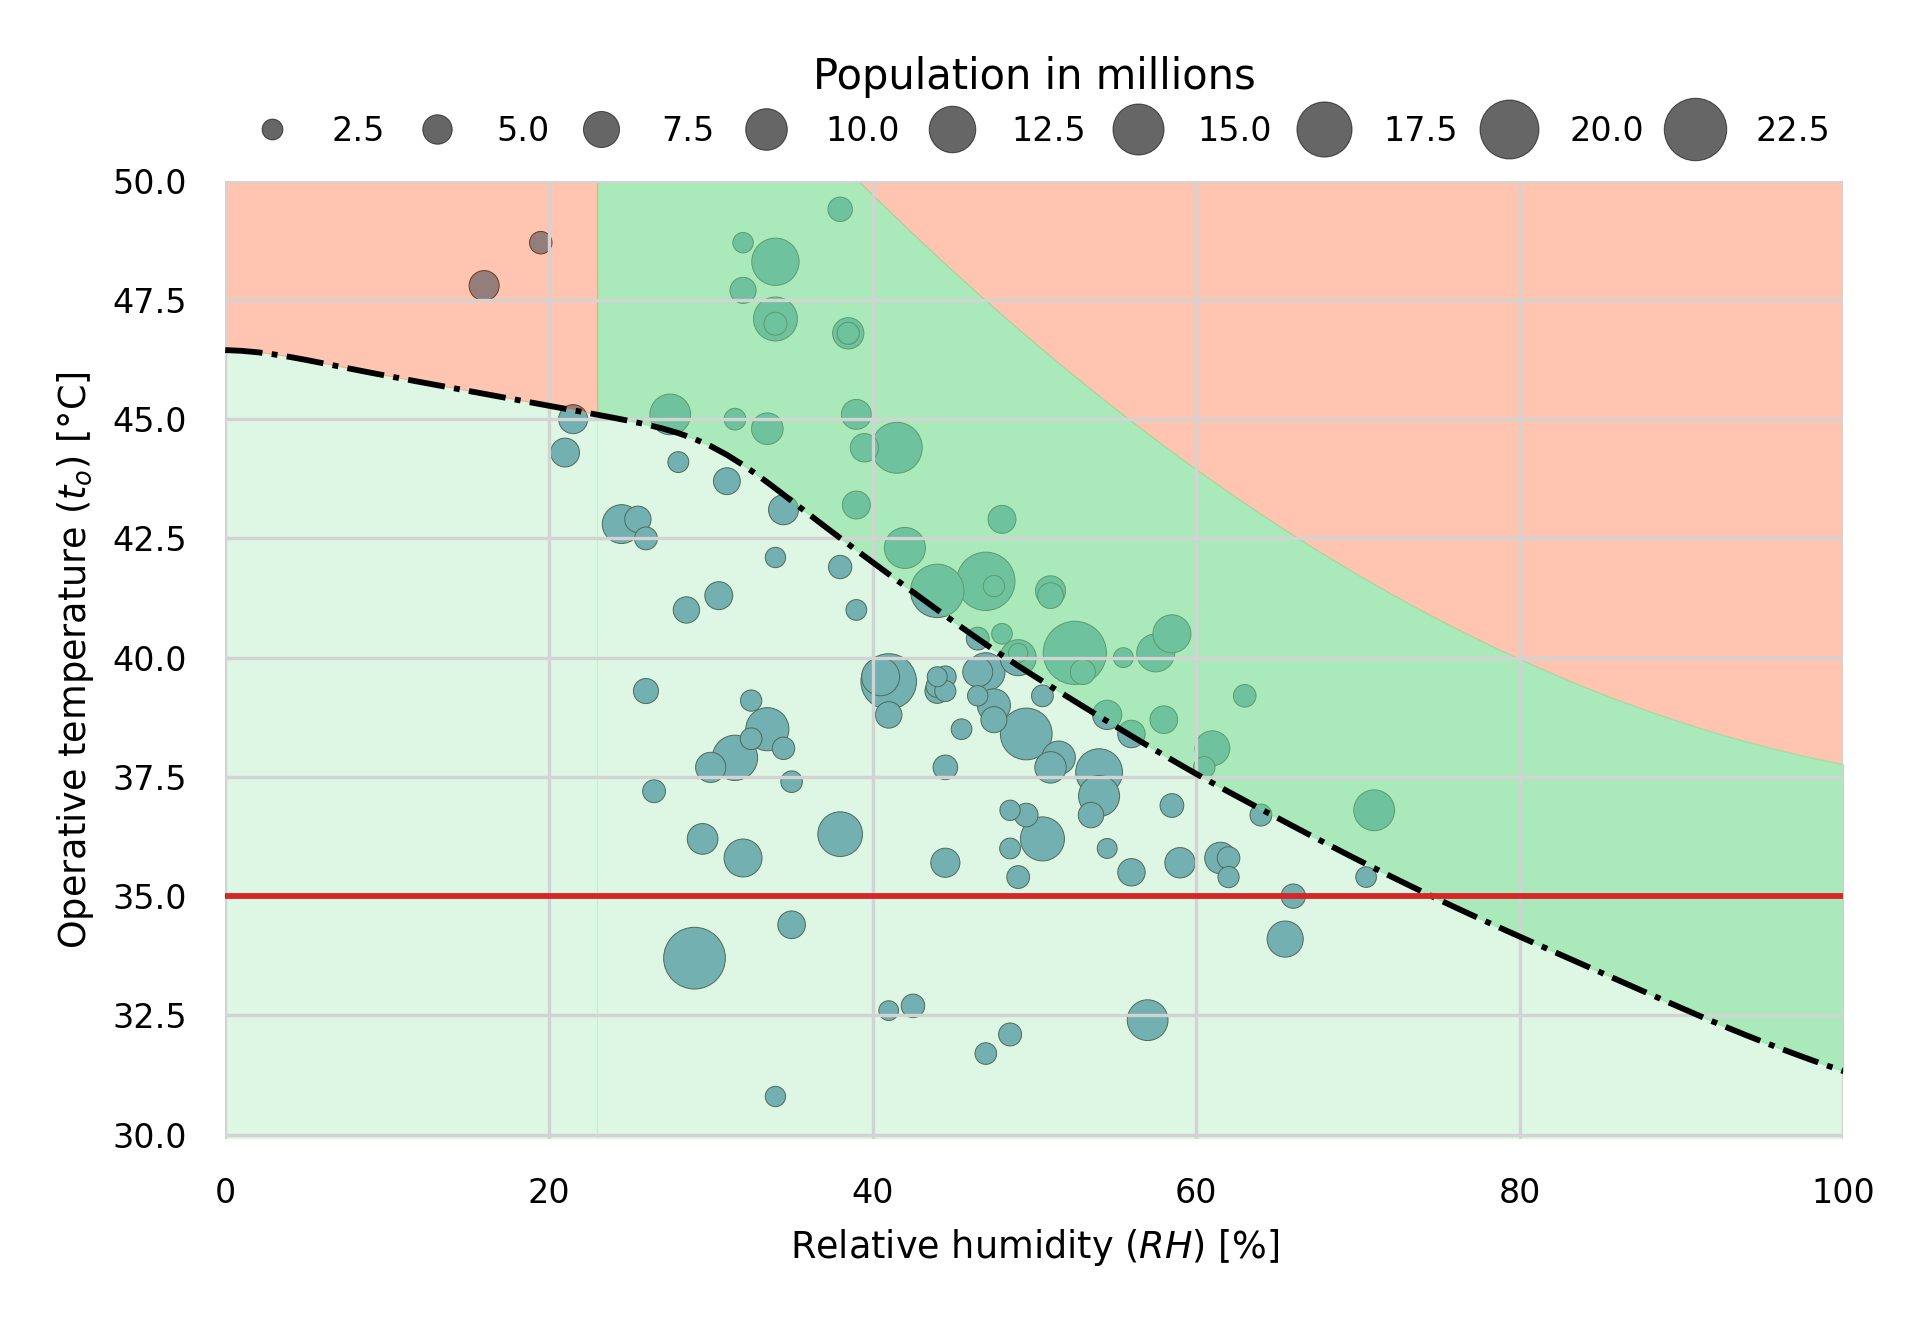 Population in millions
2.5 5.0 7.5 10.0 12.5 15.0 17.5 20.0 22.5
50.0
47.5
45.0
42.5
40.0
37.5
35.0
32.5
30.0
Operative temperature (t_o) [°C]
0 20 40 60 80 100
Relative humidity (RH) [%]